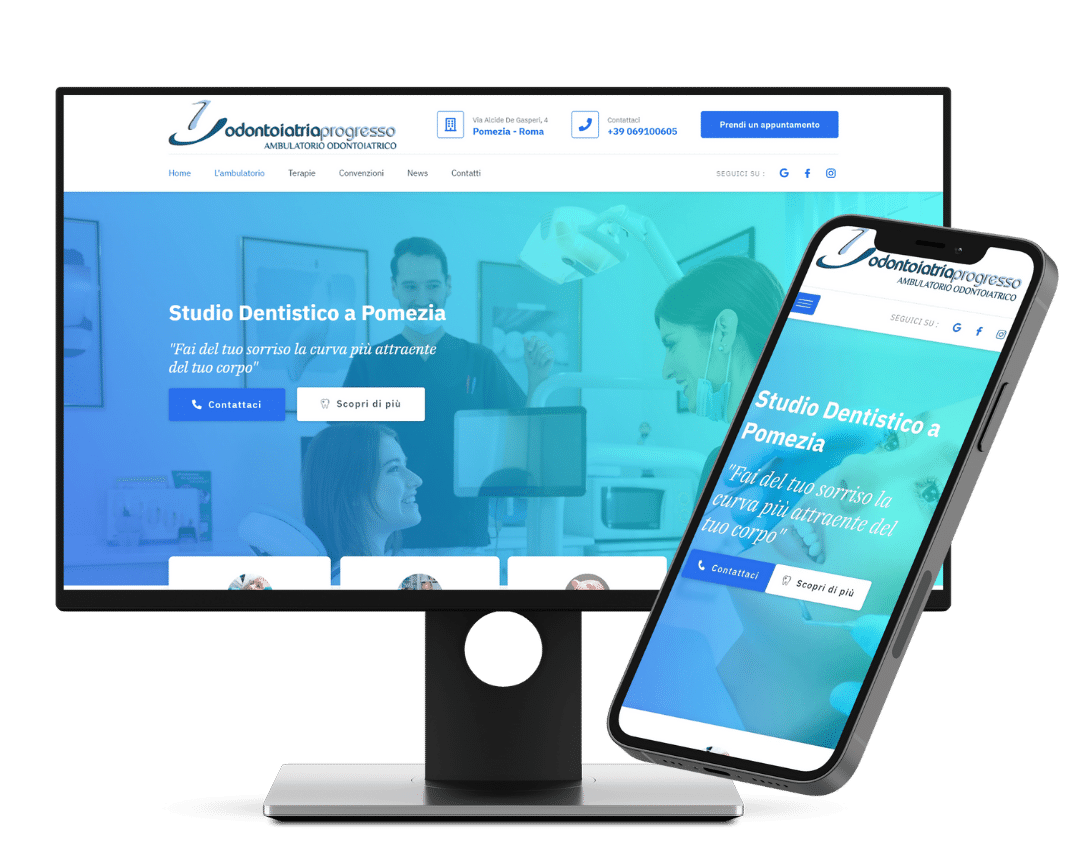 odontoiatriaprogresso
AMBULATORIO ODONTOIATRICO
Via Alcide De Gasperi, 4
Pomezia - Roma
Contattaci
+39 069100605
Prendi un appuntamento
Home
L'ambulatorio
Terapie
Convenzioni
News
Contatti
SEGUICI SU :
Studio Dentistico a Pomezia
"Fai del tuo sorriso la curva più attraente
del tuo corpo"
Contattaci
Scopri di più
odontoiatriaprogresso
AMBULATORIO ODONTOIATRICO
SEGUICI SU :
Studio Dentistico a
Pomezia
"Fai del tuo sorriso la
curva più attraente del
tuo corpo"
Contattaci
Scopri di più